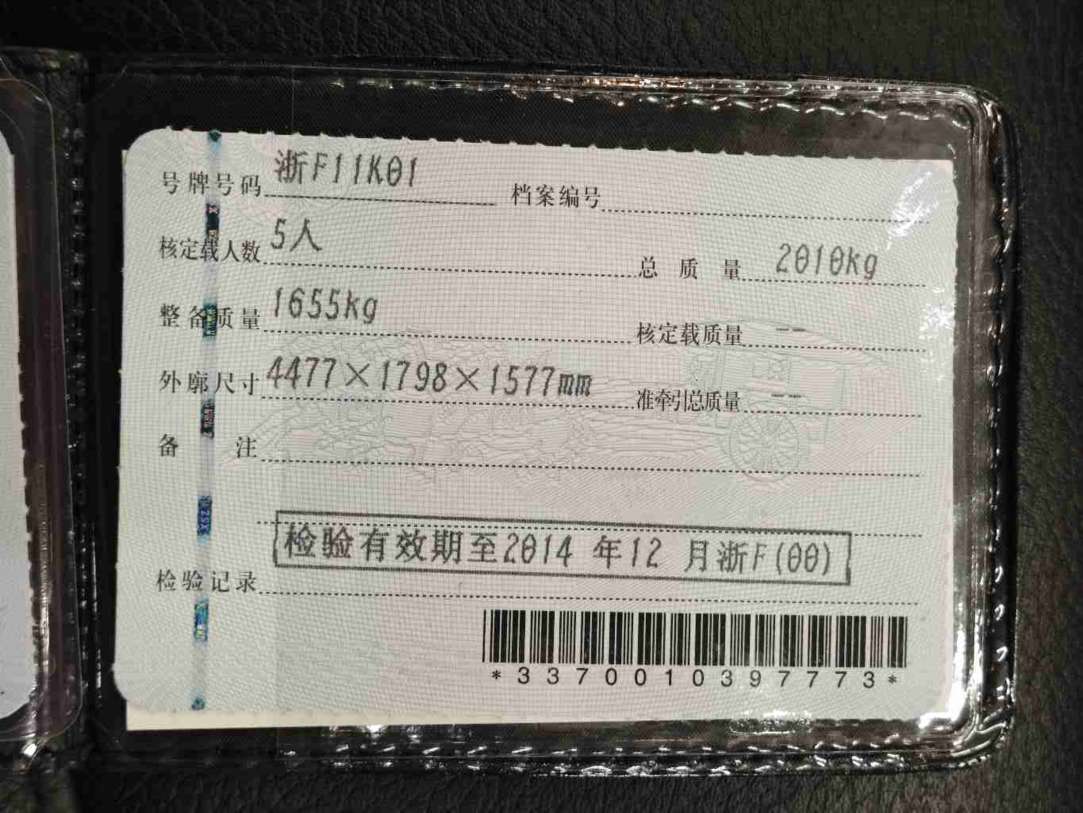 号牌号码 浙F11K01 档案编号
核定载人数 5人 总质量 2010kg
整备质量 1655kg 核定载质量 --
外廓尺寸 4477×1798×1577mm 准牵引总质量 --
备注
检验有效期至2014 年12 月浙F(00)
检验记录
*3370010397773*